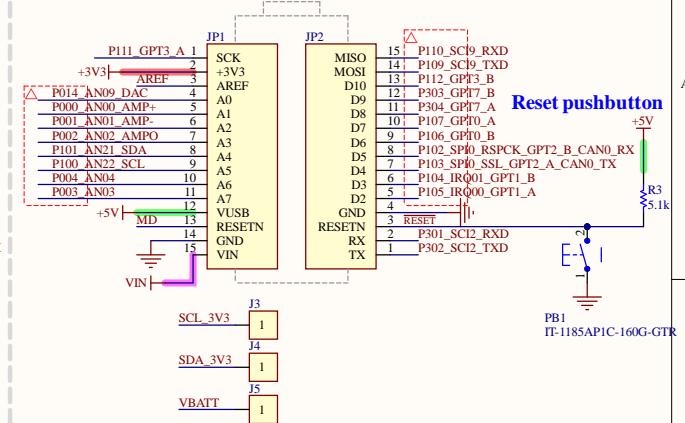 JP1
P111_GPT3_A 1 SCK
+3V3 2 +3V3
AREF 3 AREF
P014_AN09_DAC 4 A0
P000_AN00_AMP+ 5 A1
P001_AN01_AMP- 6 A2
P002_AN02_AMPO 7 A3
P101_AN21_SDA 8 A4
P100_AN22_SCL 9 A5
P004_AN04 10 A6
P003_AN03 11 A7
+5V 12 VUSB
MD 13 RESETN
14 GND
15 VIN
VIN
JP2
MISO 15 P110_SCI9_RXD
MOSI 14 P109_SCI9_TXD
D10 13 P112_GPT3_B
D9 12 P303_GPT7_B
D8 11 P304_GPT7_A
D7 10 P107_GPT0_A
D6 9 P106_GPT0_B
D5 8 P102_SPI0_RSPCK_GPT2_B_CAN0_RX
D4 7 P103_SPI0_SSL_GPT2_A_CAN0_TX
D3 6 P104_IRQ01_GPT1_B
D2 5 P105_IRQ00_GPT1_A
GND 4
RESETN 3 RESET
RX 2 P301_SCI2_RXD
TX 1 P302_SCI2_TXD
Reset pushbutton
+5V
R3
5.1k
2
1
PB1
IT-1185AP1C-160G-GTR
J3
SCL_3V3 1
J4
SDA_3V3 1
J5
VBATT 1